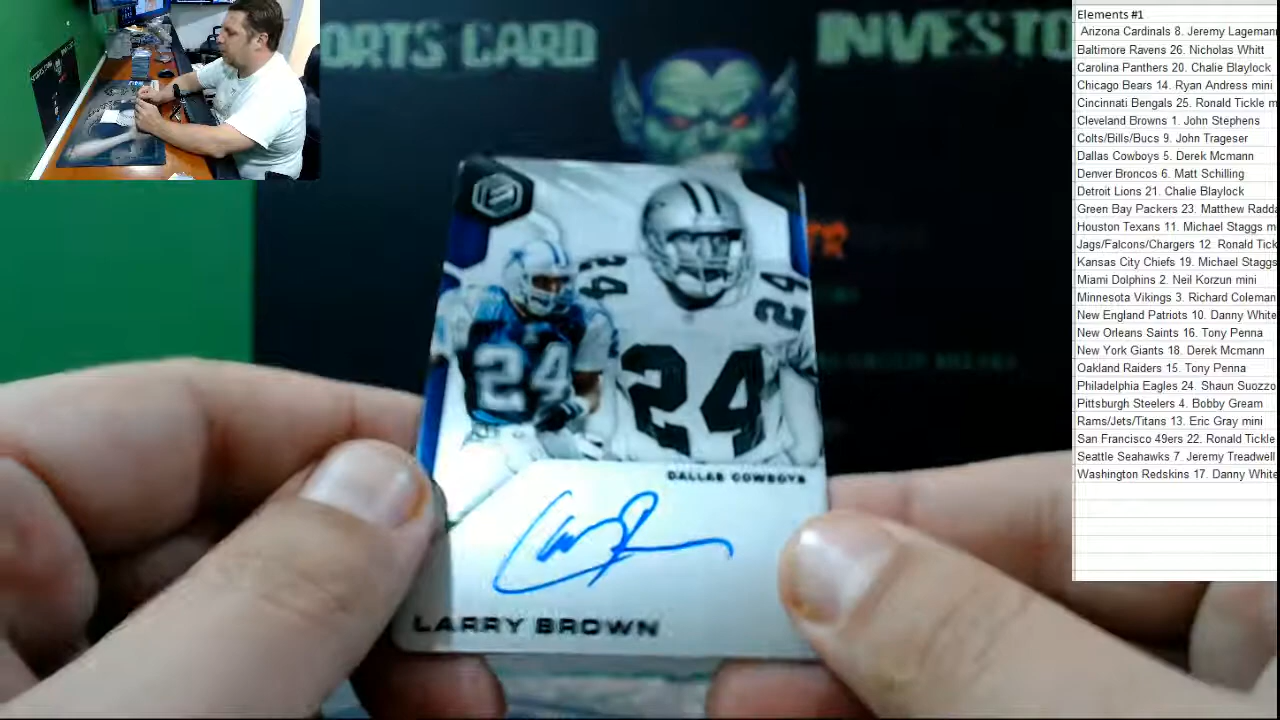 SPORTS CARD INVESTO
24
24
24
24
DALLAS COWBOYS
LARRY BROWN
Elements #1
Arizona Cardinals 8. Jeremy Lageman
Baltimore Ravens 26. Nicholas Whitt
Carolina Panthers 20. Chalie Blaylock
Chicago Bears 14. Ryan Andress mini
Cincinnati Bengals 25. Ronald Tickle m
Cleveland Browns 1. John Stephens
Colts/Bills/Bucs 9. John Trageser
Dallas Cowboys 5. Derek Mcmann
Denver Broncos 6. Matt Schilling
Detroit Lions 21. Chalie Blaylock
Green Bay Packers 23. Matthew Radda
Houston Texans 11. Michael Staggs m
Jags/Falcons/Chargers 12. Ronald Tick
Kansas City Chiefs 19. Michael Staggs
Miami Dolphins 2. Neil Korzun mini
Minnesota Vikings 3. Richard Coleman
New England Patriots 10. Danny White
New Orleans Saints 16. Tony Penna
New York Giants 18. Derek Mcmann
Oakland Raiders 15. Tony Penna
Philadelphia Eagles 24. Shaun Suozzo
Pittsburgh Steelers 4. Bobby Gream
Rams/Jets/Titans 13. Eric Gray mini
San Francisco 49ers 22. Ronald Tickle
Seattle Seahawks 7. Jeremy Treadwell
Washington Redskins 17. Danny White